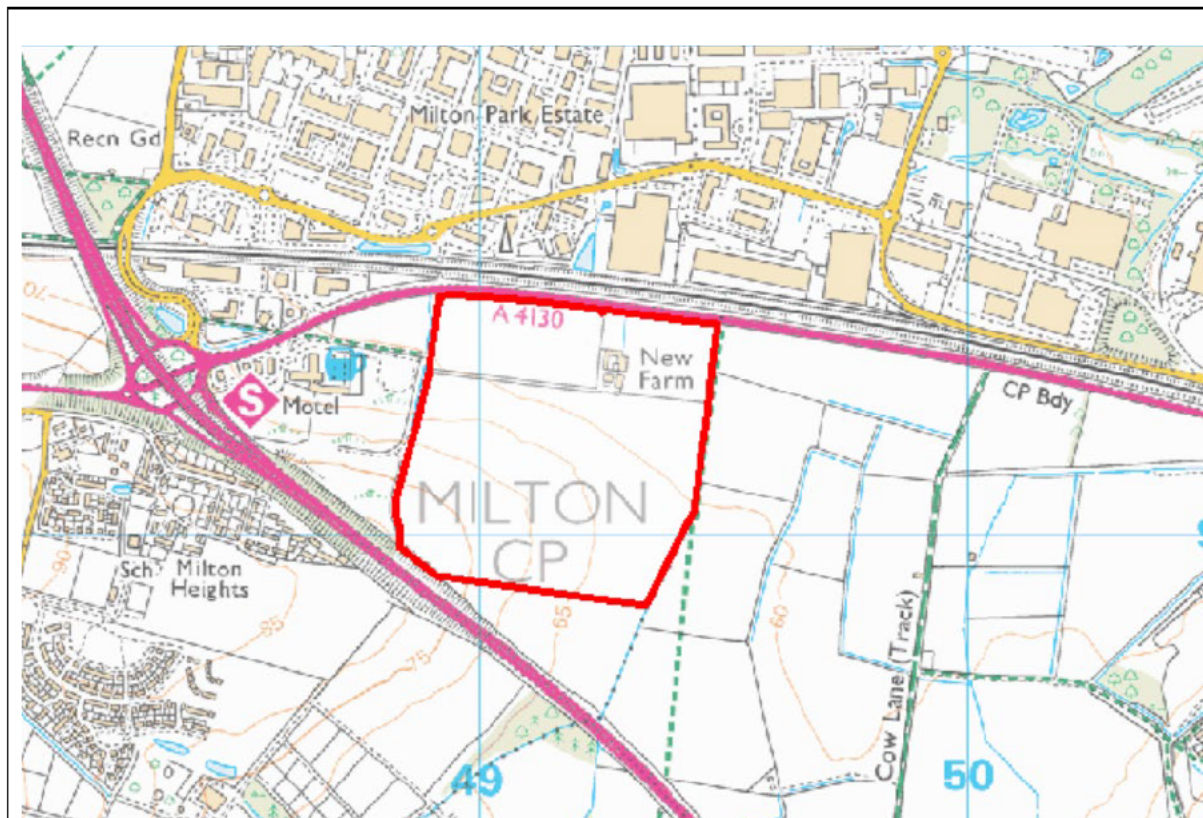 Milton Park Estate
Recn Gd
70
A 4130
New
Farm
S
Motel
CP Bdy
MILTON
CP
Sch
Milton
Heights
90
85
75
65
60
Cow Lane (Track)
49
50